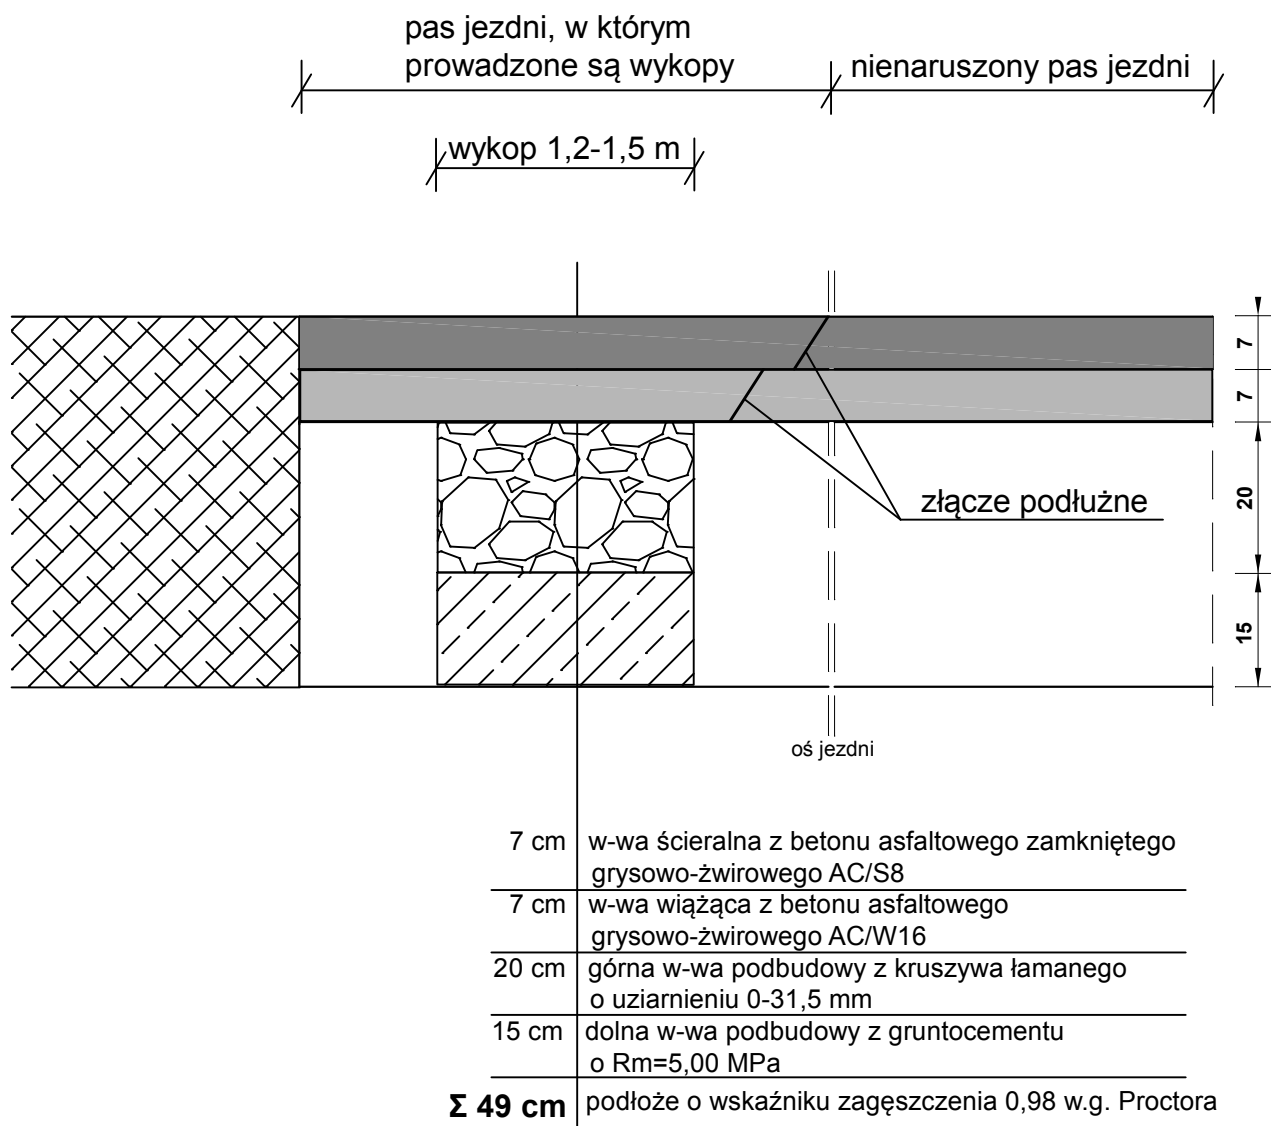 pas jezdni, w którym
prowadzone są wykopy
nienaruszony pas jezdni
wykop 1,2-1,5 m
7
7
20
15
złącze podłużne
oś jezdni
7 cm w-wa ścieralna z betonu asfaltowego zamkniętego
grysowo-żwirowego AC/S8
7 cm w-wa wiążąca z betonu asfaltowego
grysowo-żwirowego AC/W16
20 cm górna w-wa podbudowy z kruszywa łamanego
o uziarnieniu 0-31,5 mm
15 cm dolna w-wa podbudowy z gruntocementu
o Rm=5,00 MPa
Σ 49 cm podłoże o wskaźniku zagęszczenia 0,98 w.g. Proctora